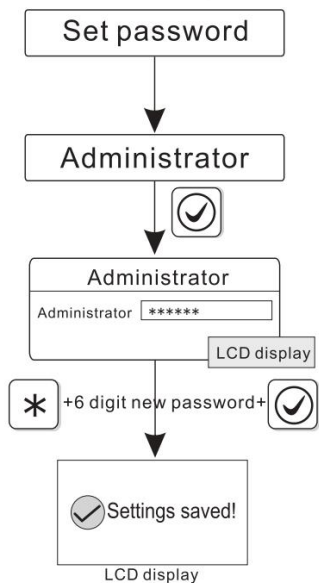 Set password
Administrator
Administrator
Administrator ******
LCD display
* +6 digit new password+
Settings saved!
LCD display